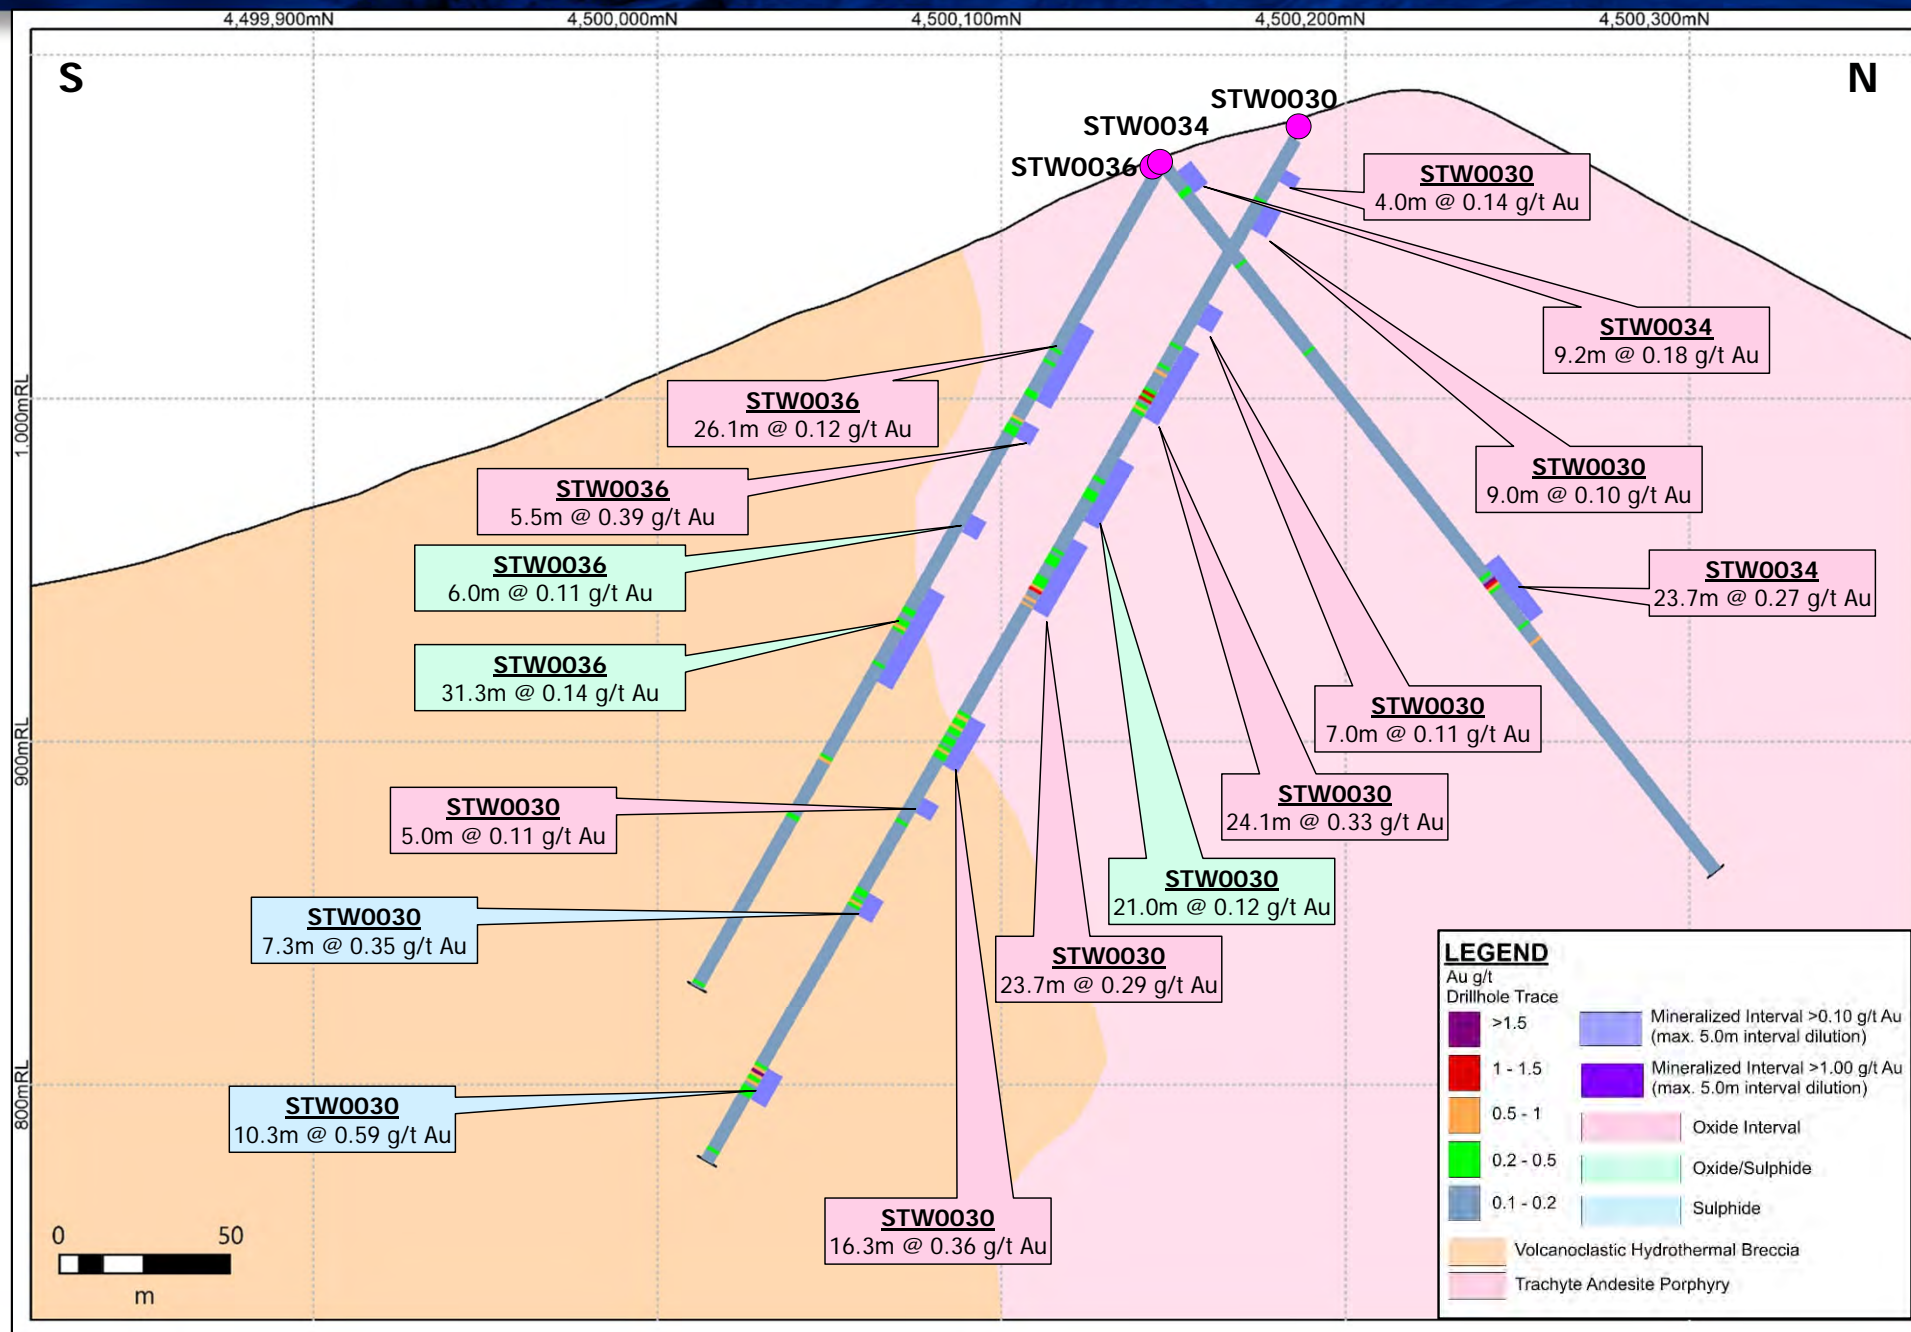 4,499,900mN 4,500,000mN 4,500,100mN 4,500,200mN 4,500,300mN
S
N
STW0030
STW0034
STW0036
STW0030
4.0m @ 0.14 g/t Au
STW0034
9.2m @ 0.18 g/t Au
STW0036
26.1m @ 0.12 g/t Au
1,000mRL
STW0030
9.0m @ 0.10 g/t Au
STW0036
5.5m @ 0.39 g/t Au
STW0036
6.0m @ 0.11 g/t Au
STW0034
23.7m @ 0.27 g/t Au
STW0036
31.3m @ 0.14 g/t Au
STW0030
7.0m @ 0.11 g/t Au
900mRL
STW0030
5.0m @ 0.11 g/t Au
STW0030
24.1m @ 0.33 g/t Au
STW0030
21.0m @ 0.12 g/t Au
STW0030
7.3m @ 0.35 g/t Au
STW0030
23.7m @ 0.29 g/t Au
800mRL
STW0030
10.3m @ 0.59 g/t Au
STW0030
16.3m @ 0.36 g/t Au
0 50
m
LEGEND
Au g/t
Drillhole Trace
>1.5
1 - 1.5
0.5 - 1
0.2 - 0.5
0.1 - 0.2
Mineralized Interval >0.10 g/t Au
(max. 5.0m interval dilution)
Mineralized Interval >1.00 g/t Au
(max. 5.0m interval dilution)
Oxide Interval
Oxide/Sulphide
Sulphide
Volcanoclastic Hydrothermal Breccia
Trachyte Andesite Porphyry